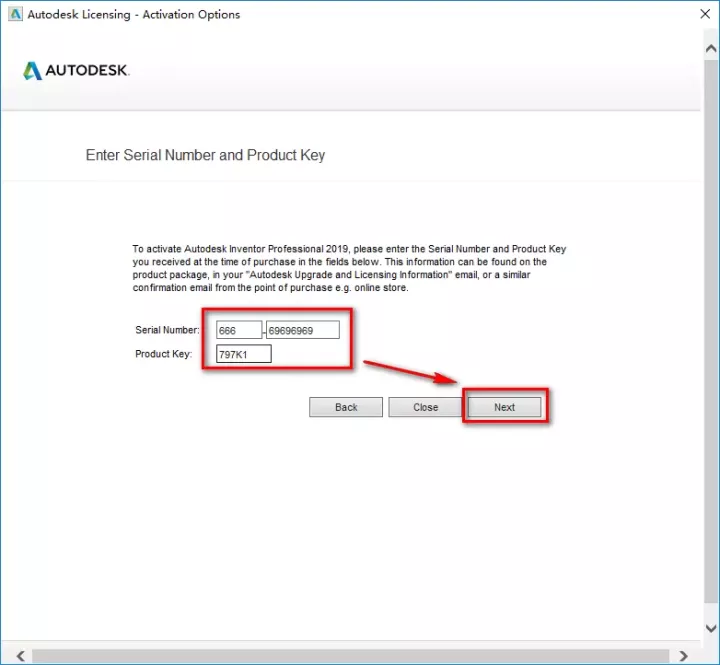 Autodesk Licensing - Activation Options
AUTODESK.
Enter Serial Number and Product Key
To activate Autodesk Inventor Professional 2019, please enter the Serial Number and Product Key
you received at the time of purchase in the fields below. This information can be found on the
product package, in your "Autodesk Upgrade and Licensing Information" email, or a similar
confirmation email from the point of purchase e.g. online store.
Serial Number: 666 - 69696969
Product Key: 797K1
Back Close Next